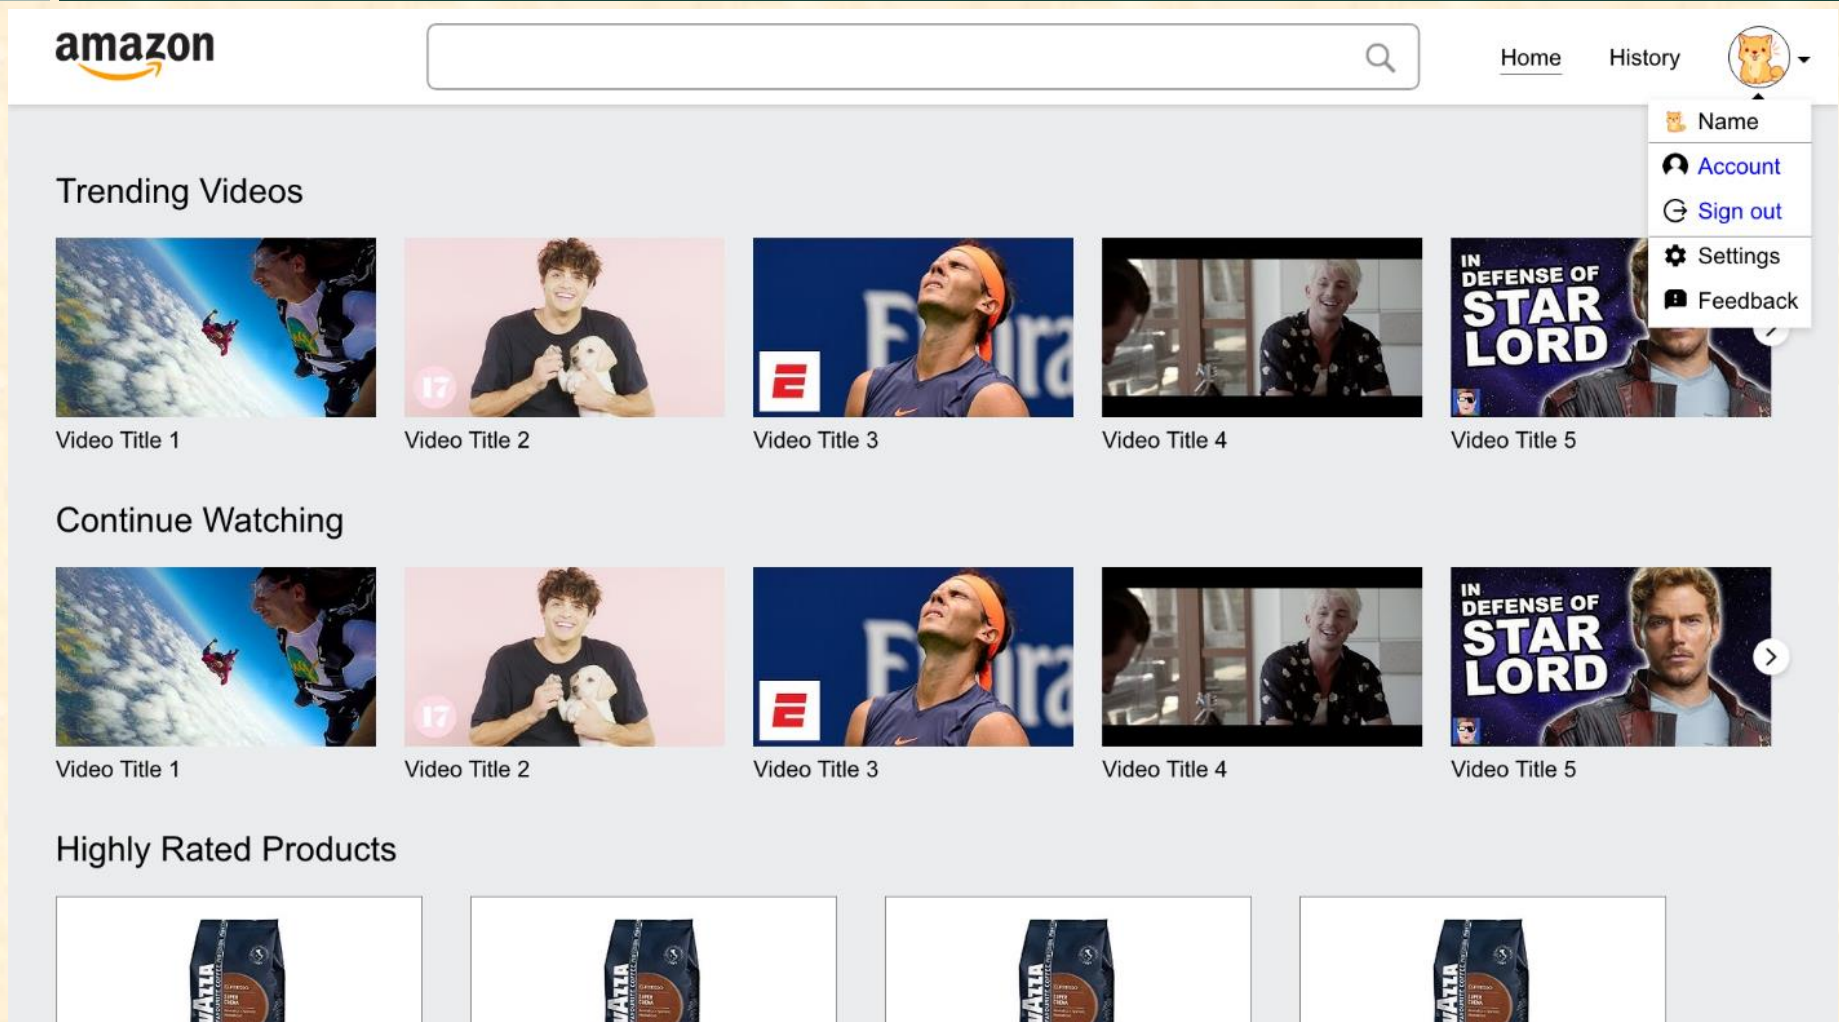 amazon
Home
History
Name
Account
Sign out
Settings
Feedback
Trending Videos
17
E
IN
DEFENSE OF
STAR
LORD
Video Title 1
Video Title 2
Video Title 3
Video Title 4
Video Title 5
Continue Watching
17
E
IN
DEFENSE OF
STAR
LORD
Video Title 1
Video Title 2
Video Title 3
Video Title 4
Video Title 5
Highly Rated Products